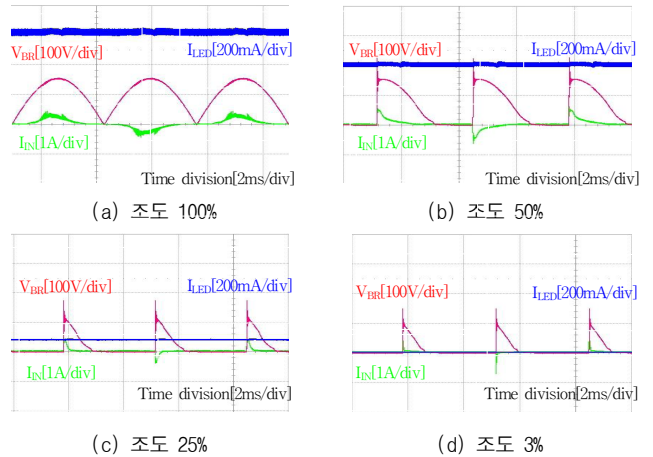 V_BR[100V/div] I_LED[200mA/div]
I_IN[1A/div]
Time division[2ms/div]
(a) 조도 100%
V_BR[100V/div] I_LED[200mA/div]
I_IN[1A/div]
Time division[2ms/div]
(b) 조도 50%
V_BR[100V/div] I_LED[200mA/div]
I_IN[1A/div]
Time division[2ms/div]
(c) 조도 25%
V_BR[100V/div] I_LED[200mA/div]
I_IN[1A/div]
Time division[2ms/div]
(d) 조도 3%